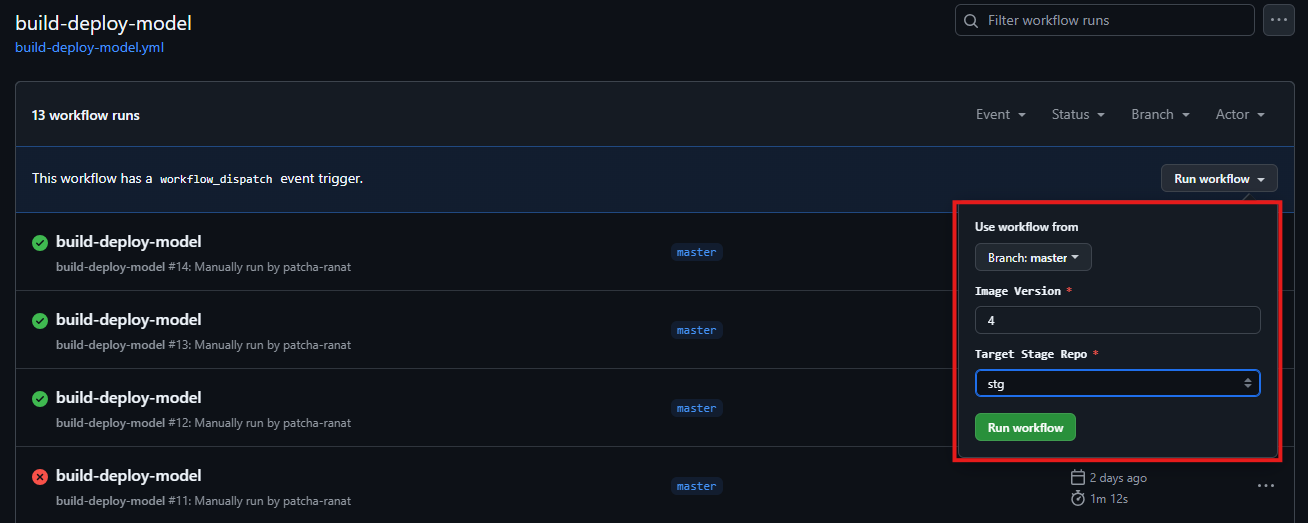 build-deploy-model
Filter workflow runs
build-deploy-model.yml
13 workflow runs
Event
Status
Branch
Actor
This workflow has a workflow_dispatch event trigger.
Run workflow
Use workflow from
Branch: master
Image Version *
4
Target Stage Repo *
stg
Run workflow
build-deploy-model
build-deploy-model #14: Manually run by patcha-ranat
master
build-deploy-model
build-deploy-model #13: Manually run by patcha-ranat
master
build-deploy-model
build-deploy-model #12: Manually run by patcha-ranat
master
build-deploy-model
build-deploy-model #11: Manually run by patcha-ranat
master
2 days ago
1m 12s